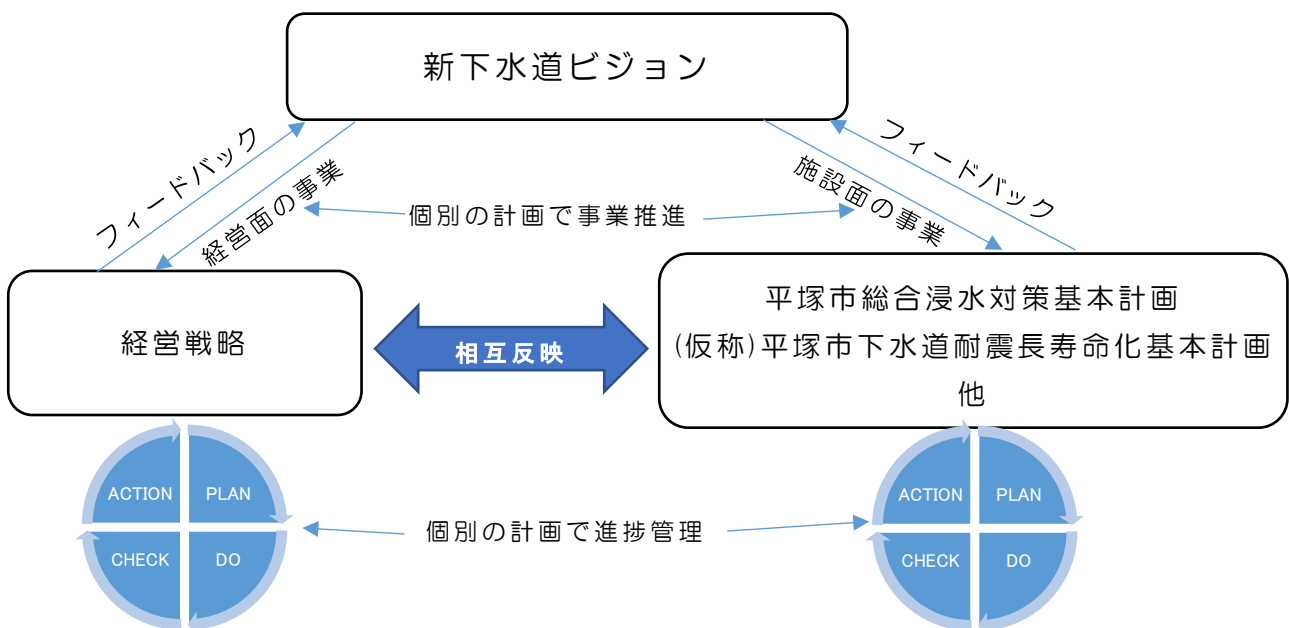 新下水道ビジョン
フィードバック
経営面の事業
個別の計画で事業推進
施設面の事業
フィードバック
経営戦略
相互反映
平塚市総合浸水対策基本計画
(仮称)平塚市下水道耐震長寿命化基本計画
他
ACTION
PLAN
CHECK
DO
個別の計画で進捗管理
ACTION
PLAN
CHECK
DO